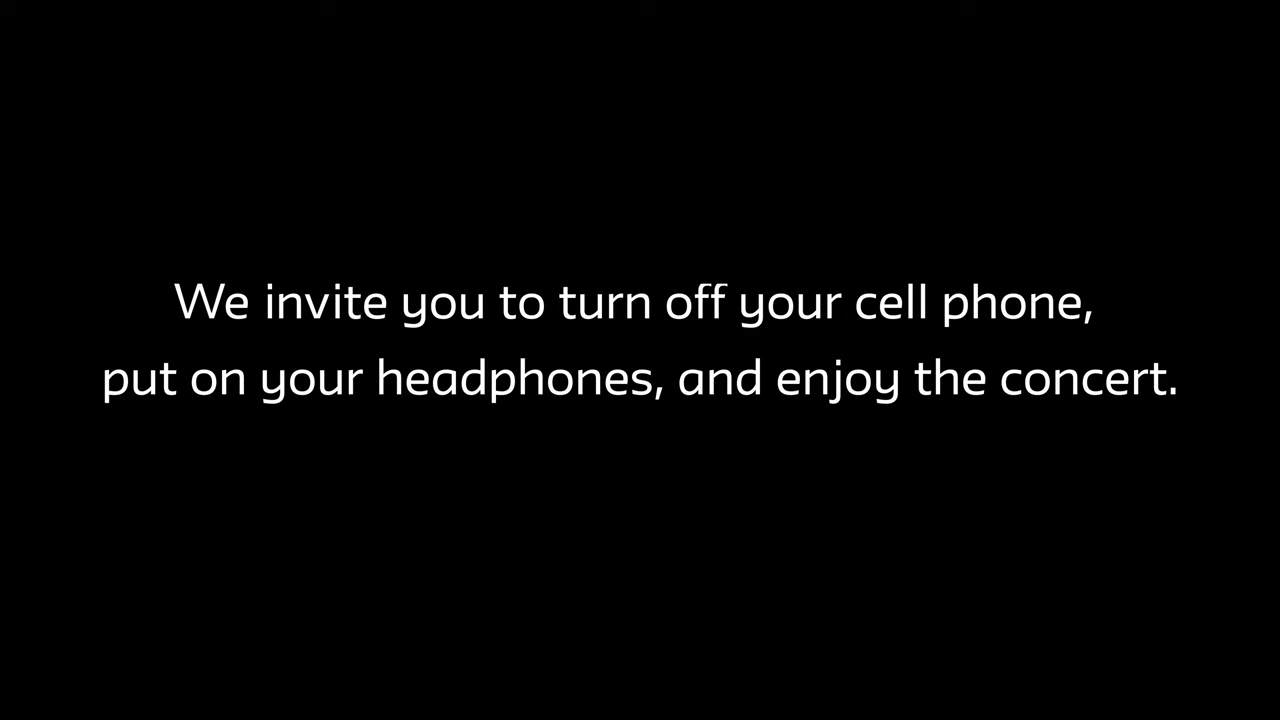 We invite you to turn off your cell phone,
put on your headphones, and enjoy the concert.